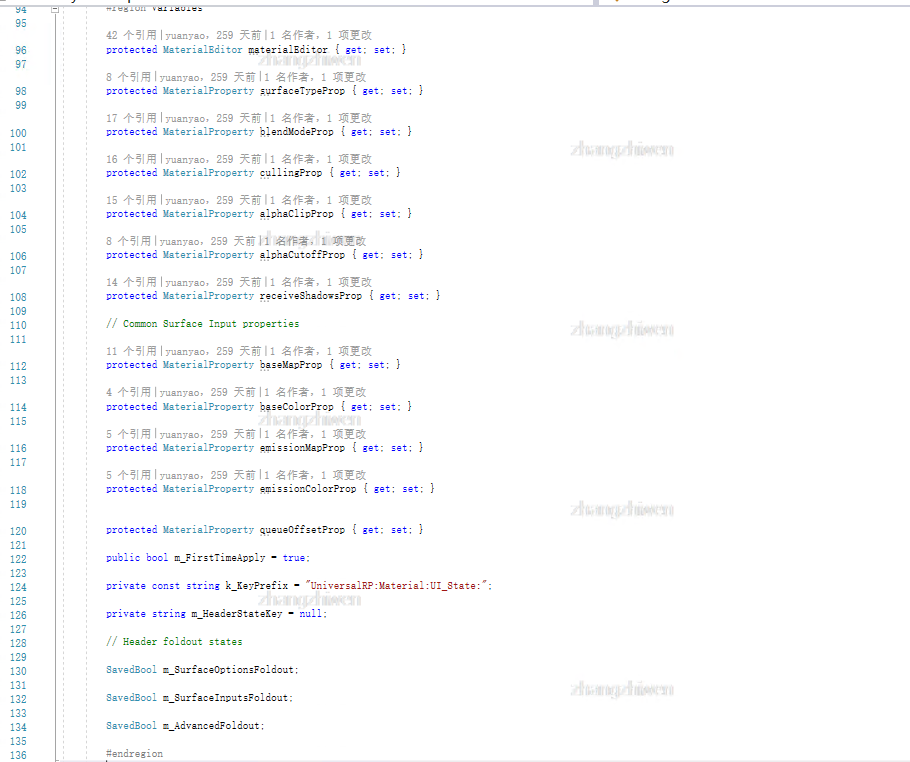 94 #region Variables
95
42 个引用|yuanyao，259 天前|1 名作者，1 项更改
96 protected MaterialEditor materialEditor { get; set; }
zhangzhiwen
97
8 个引用|yuanyao，259 天前|1 名作者，1 项更改
98 protected MaterialProperty surfaceTypeProp { get; set; }
99
17 个引用|yuanyao，259 天前|1 名作者，1 项更改
100 protected MaterialProperty blendModeProp { get; set; }
101
zhangzhiwen
16 个引用|yuanyao，259 天前|1 名作者，1 项更改
102 protected MaterialProperty cullingProp { get; set; }
103
15 个引用|yuanyao，259 天前|1 名作者，1 项更改
104 protected MaterialProperty alphaClipProp { get; set; }
105
8 个引用|yuanyao，259 天前|1 名作者，1 项更改
zhangzhiwen
106 protected MaterialProperty alphaCutoffProp { get; set; }
107
14 个引用|yuanyao，259 天前|1 名作者，1 项更改
108 protected MaterialProperty receiveShadowsProp { get; set; }
109
110 // Common Surface Input properties
zhangzhiwen
111
11 个引用|yuanyao，259 天前|1 名作者，1 项更改
112 protected MaterialProperty baseMapProp { get; set; }
113
4 个引用|yuanyao，259 天前|1 名作者，1 项更改
114 protected MaterialProperty baseColorProp { get; set; }
115
zhangzhiwen
5 个引用|yuanyao，259 天前|1 名作者，1 项更改
116 protected MaterialProperty emissionMapProp { get; set; }
117
5 个引用|yuanyao，259 天前|1 名作者，1 项更改
118 protected MaterialProperty emissionColorProp { get; set; }
119
zhangzhiwen
120 protected MaterialProperty queueOffsetProp { get; set; }
121
122 public bool m_FirstTimeApply = true;
123
124 private const string k_KeyPrefix = "UniversalRP:Material:UI_State:";
125
zhangzhiwen
126 private string m_HeaderStateKey = null;
127
128 // Header foldout states
129
130 SavedBool m_SurfaceOptionsFoldout;
131
zhangzhiwen
132 SavedBool m_SurfaceInputsFoldout;
133
134 SavedBool m_AdvancedFoldout;
135
136 #endregion